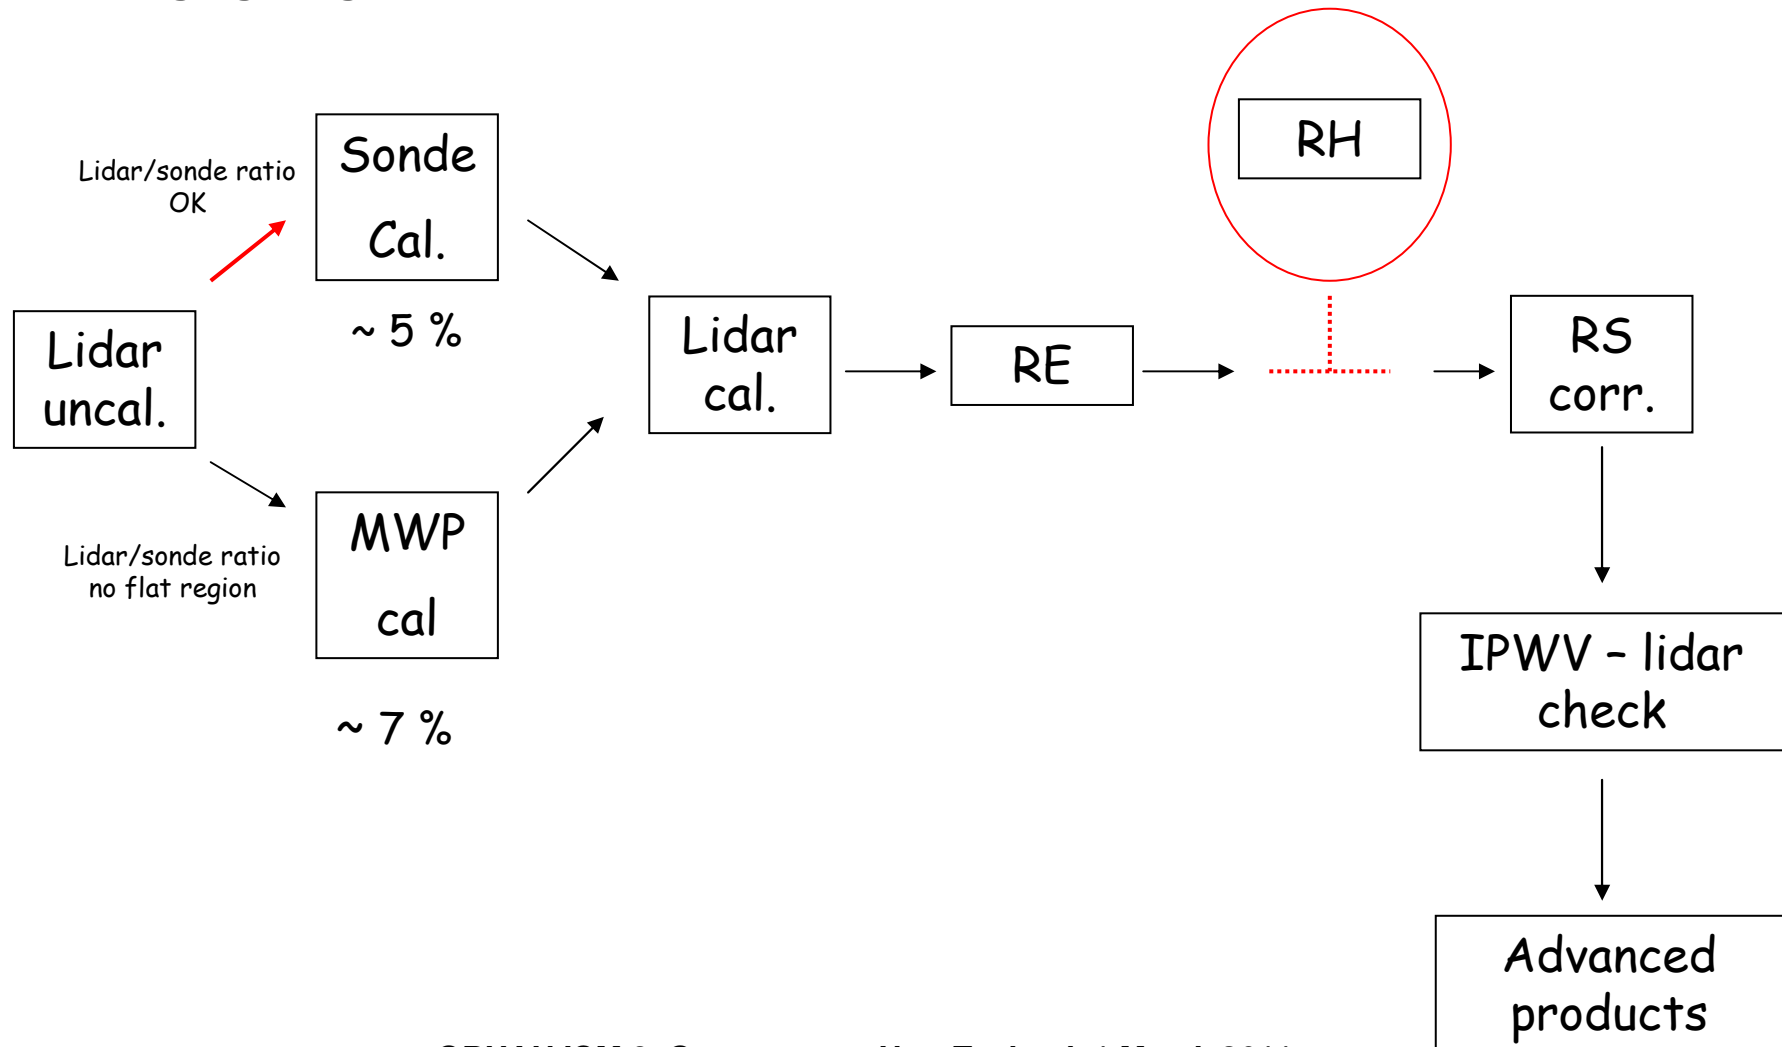 RH
Lidar/sonde ratio
OK
Sonde
Cal.
~ 5 %
Lidar
uncal.
Lidar
cal.
RE
RS
corr.
Lidar/sonde ratio
no flat region
MWP
cal
~ 7 %
IPWV – lidar
check
Advanced
products